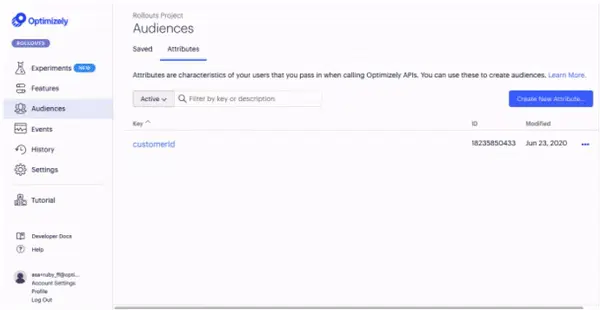 Optimizely
ROLLOUTS
Experiments NEW
Features
Audiences
Events
History
Settings
Tutorial
Developer Docs
Help
Account Settings
Profile
Log Out
Rollouts Project
Audiences
Saved Attributes
Attributes are characteristics of your users that you pass in when calling Optimizely APIs. You can use these to create audiences. Learn More.
Active Filter by key or description
Create New Attribute...
Key ID Modified
customerId 18235850433 Jun 23, 2020